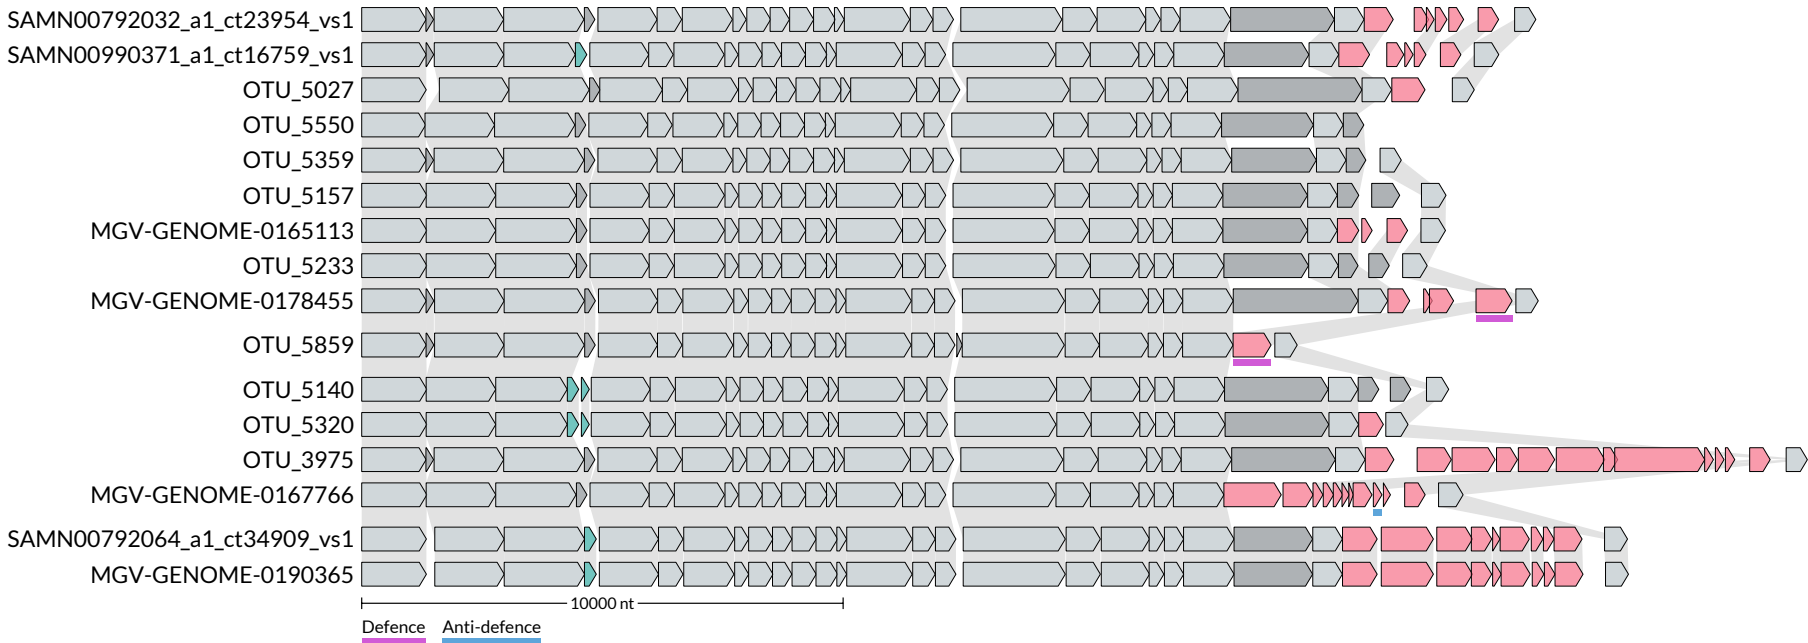 SAMN00792032_a1_ct23954_vs1
SAMN00990371_a1_ct16759_vs1
OTU_5027
OTU_5550
OTU_5359
OTU_5157
MGV-GENOME-0165113
OTU_5233
MGV-GENOME-0178455
OTU_5859
OTU_5140
OTU_5320
OTU_3975
MGV-GENOME-0167766
SAMN00792064_a1_ct34909_vs1
MGV-GENOME-0190365
10000 nt
Defence Anti-defence